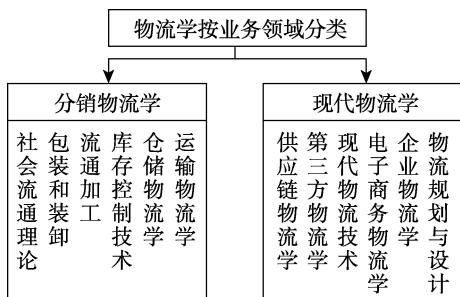 物流学按业务领域分类
分销物流学
社会流通理论
包装和装卸
流通加工
库存控制技术
仓储物流学
运输物流学
现代物流学
供应链物流学
第三方物流学
现代物流技术
电子商务物流学
企业物流学
物流规划与设计